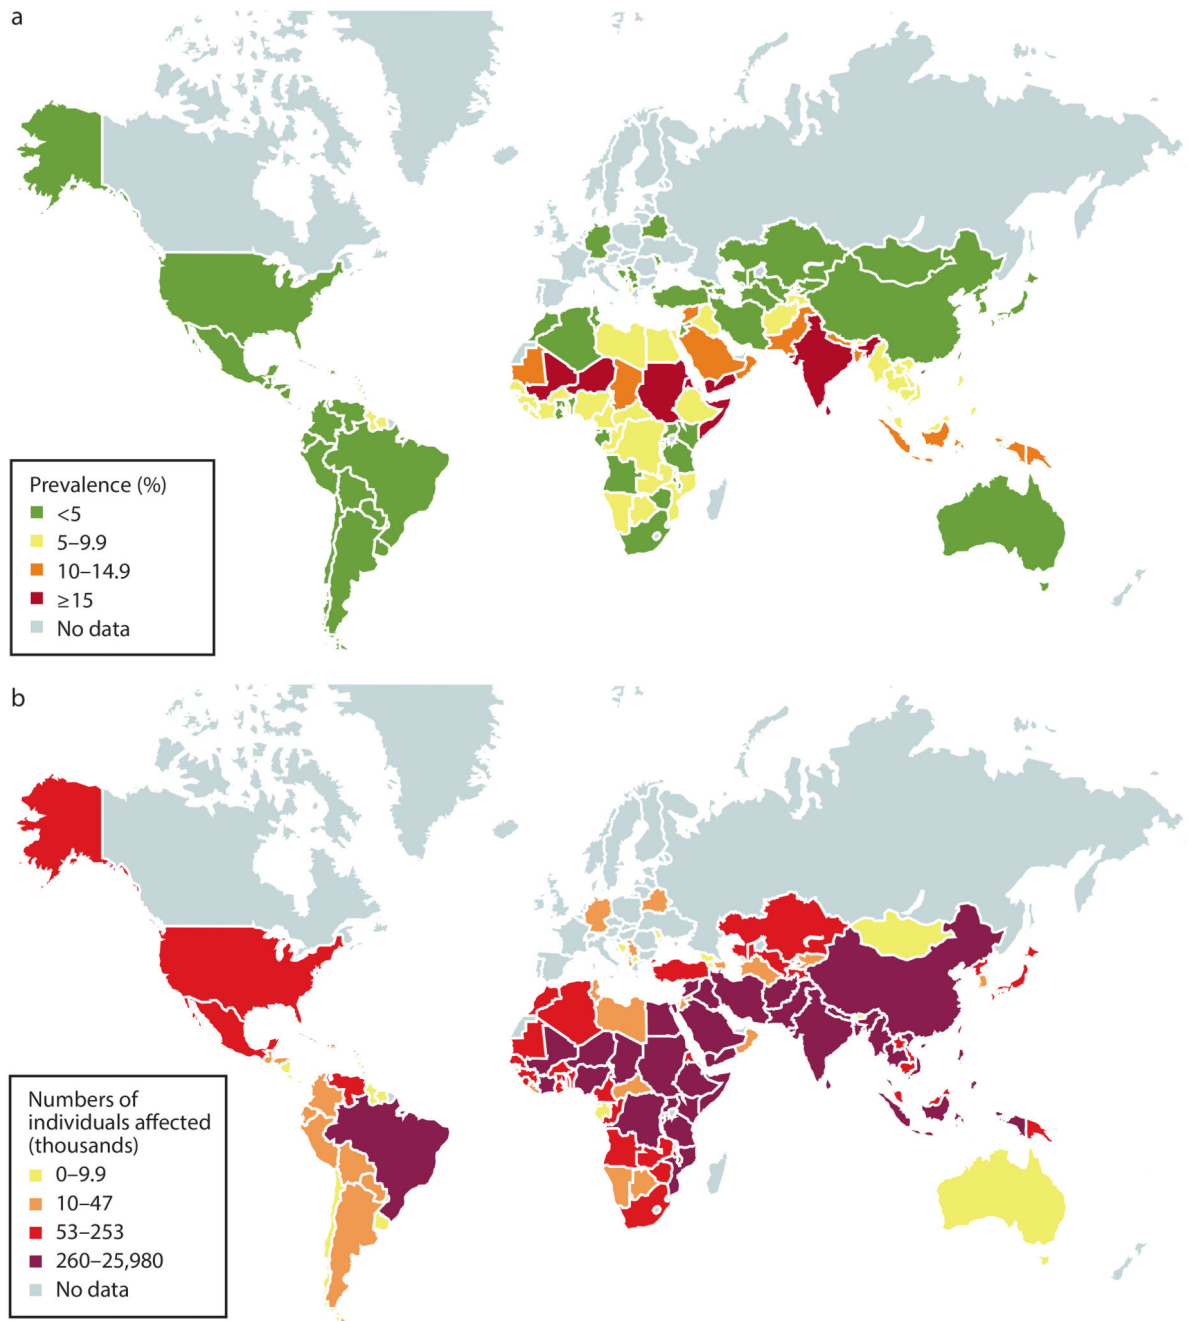 a
Prevalence (%)
<5
5–9.9
10–14.9
≥15
No data
b
Numbers of
individuals affected
(thousands)
0–9.9
10–47
53–253
260–25,980
No data